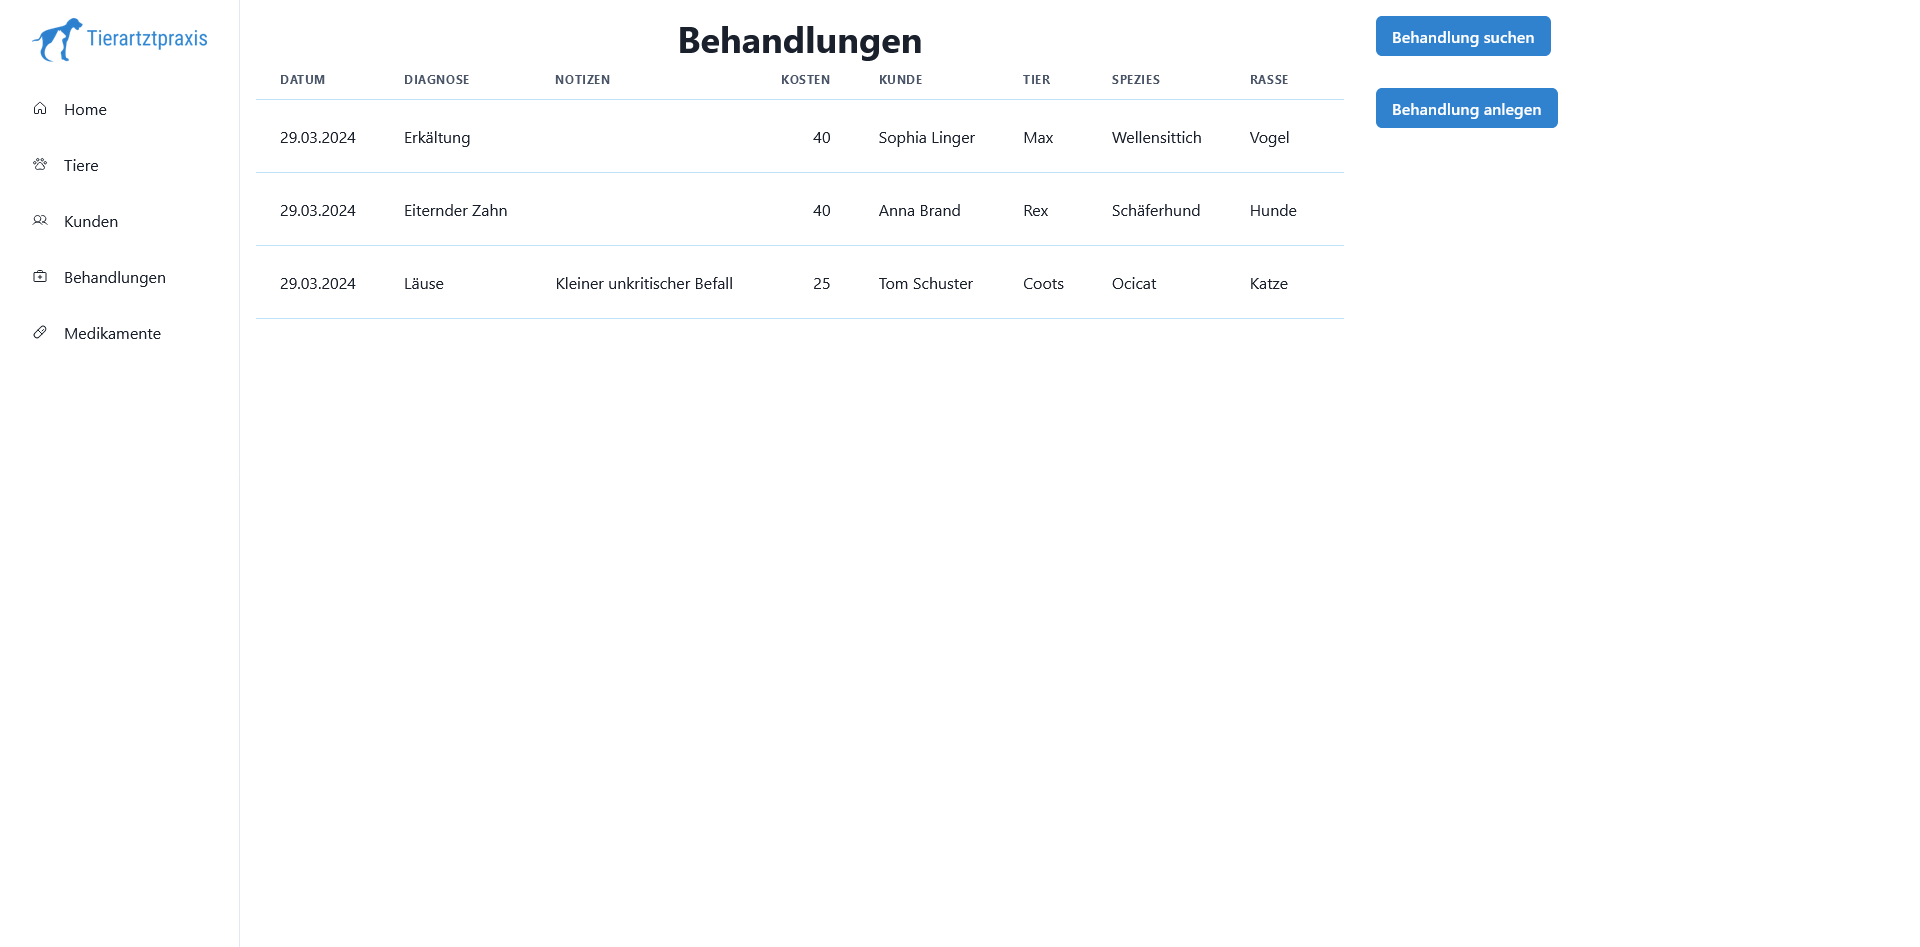 Tierartztpraxis
Home
Tiere
Kunden
Behandlungen
Medikamente
Behandlungen
DATUM DIAGNOSE NOTIZEN KOSTEN KUNDE TIER SPEZIES RASSE
29.03.2024 Erkältung 40 Sophia Linger Max Wellensittich Vogel
29.03.2024 Eiternder Zahn 40 Anna Brand Rex Schäferhund Hunde
29.03.2024 Läuse Kleiner unkritischer Befall 25 Tom Schuster Coots Ocicat Katze
Behandlung suchen
Behandlung anlegen